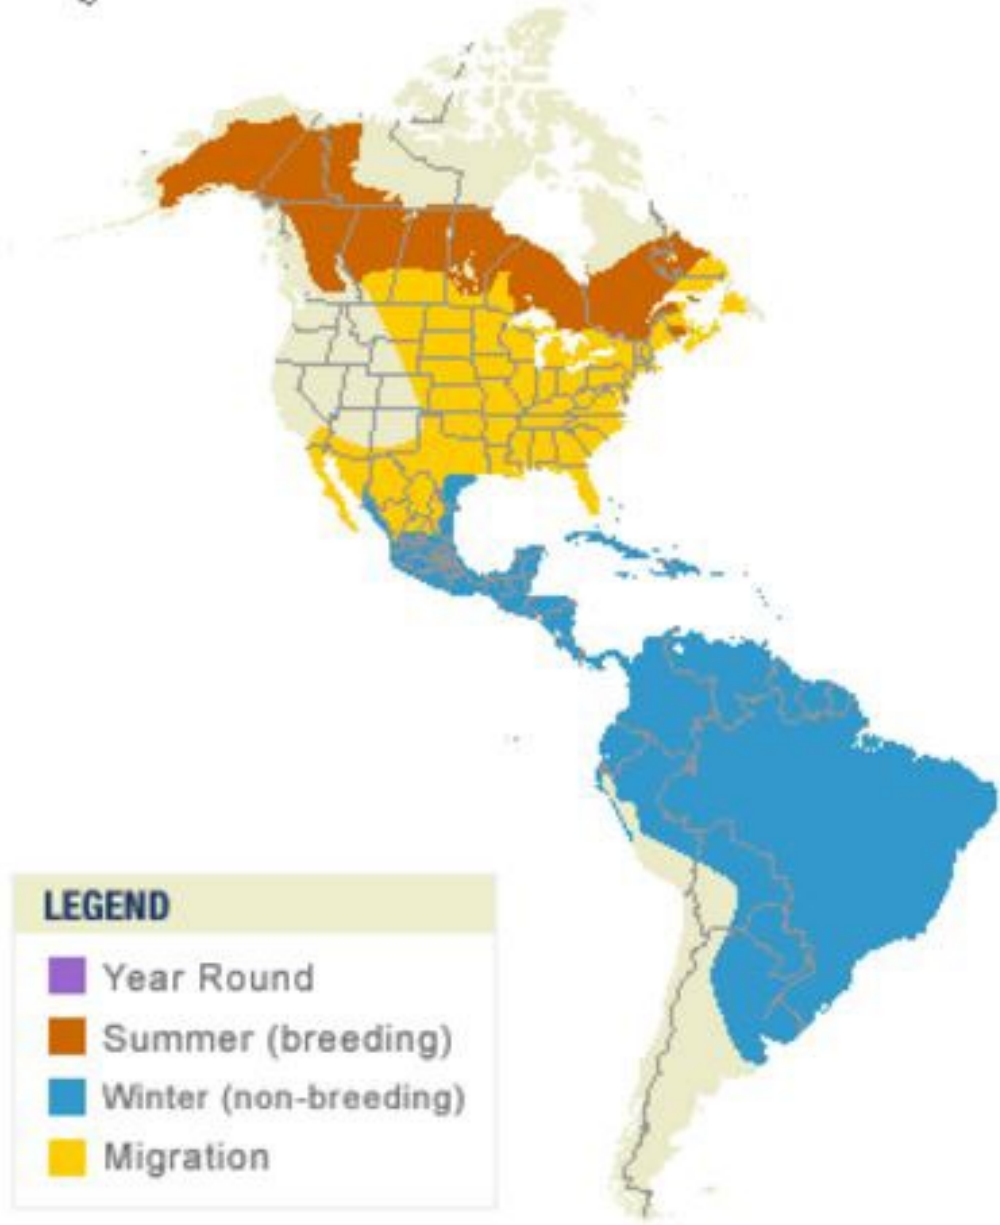 LEGEND
Year Round
Summer (breeding)
Winter (non-breeding)
Migration